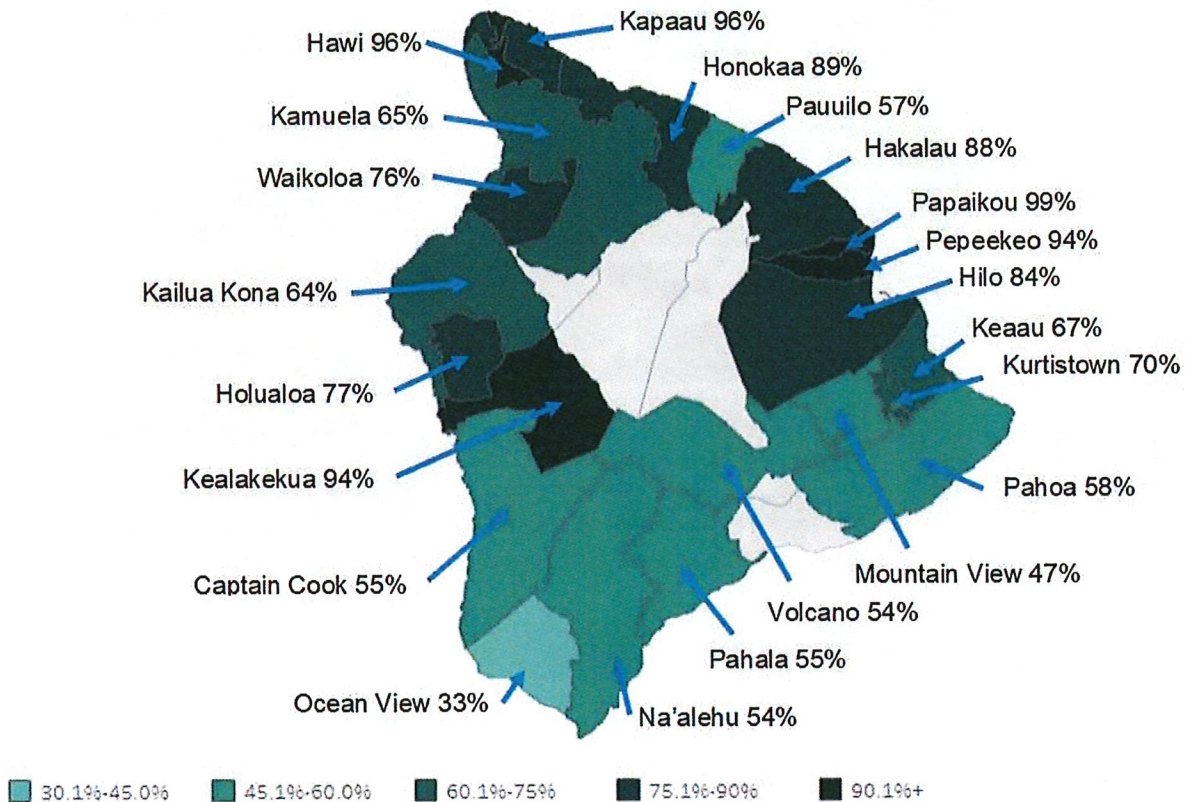 Kapaau 96%
Hawi 96%
Honokaa 89%
Kamuela 65%
Pauuilo 57%
Hakalau 88%
Waikoloa 76%
Papaikou 99%
Pepeekeo 94%
Hilo 84%
Kailua Kona 64%
Keaau 67%
Kurtistown 70%
Holualoa 77%
Kealakekua 94%
Pahoa 58%
Captain Cook 55%
Mountain View 47%
Volcano 54%
Pahala 55%
Ocean View 33%
Na'alehu 54%
30.1%-45.0%
45.1%-60.0%
60.1%-75%
75.1%-90%
90.1%+